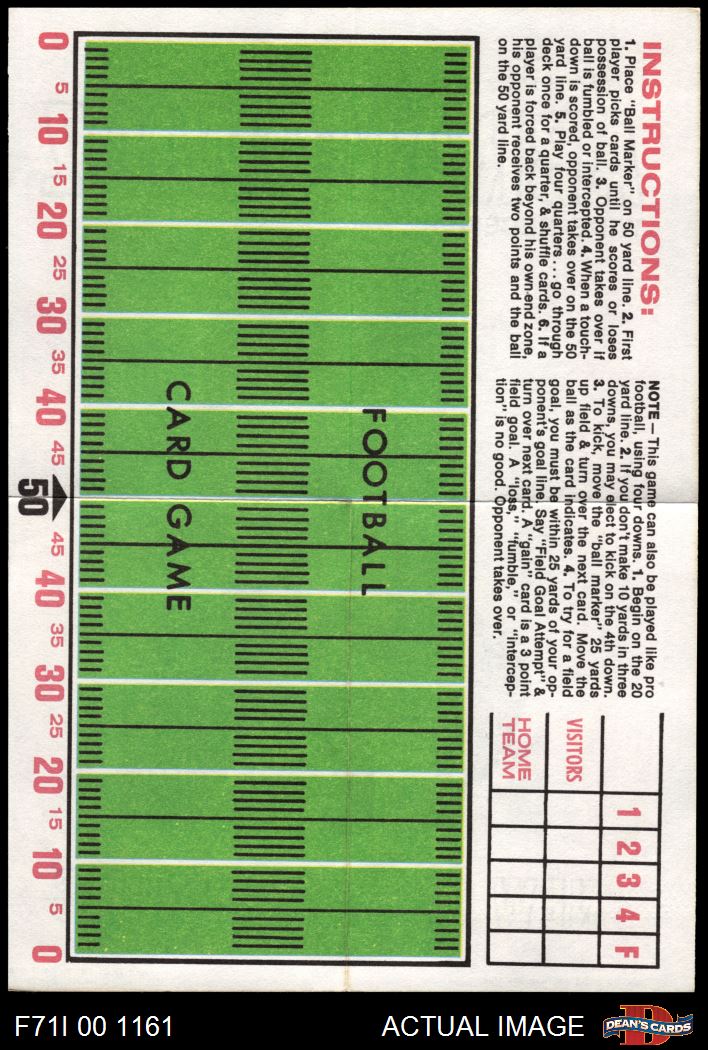 INSTRUCTIONS:
1. Place "Ball Marker" on 50 yard line. 2. First
player picks cards until he scores or loses
possession of ball. 3. Opponent takes over if
ball is fumbled or intercepted. 4. When a touch-
down is scored, opponent takes over on the 50
yard line. 5. Play four quarters...go through
deck once for a quarter, & shuffle cards. 6. If a
player is forced back beyond his own-end zone,
his opponent receives two points and the ball
on the 50 yard line.
NOTE — This game can also be played like pro
football, using four downs. 1. Begin on the 20
yard line. 2. If you don't make 10 yards in three
downs, you may elect to kick on the 4th down.
3. To kick, move the "ball marker" 25 yards
up field & turn over the next card. Move the
ball as the card indicates. 4. To try for a field
goal, you must be within 25 yards of your op-
ponent's goal line. Say "Field Goal Attempt" &
turn over next card. A "gain" card is a 3 point
field goal. A "loss," "fumble," or "intercep-
tion" is no good. Opponent takes over.
1 2 3 4 F
VISITORS
HOME
TEAM
FOOTBALL
CARD GAME
0 5 10 15 20 25 30 35 40 45 50 45 40 35 30 25 20 15 10 5 0
F71I 00 1161
ACTUAL IMAGE
D
DEAN'S CARDS